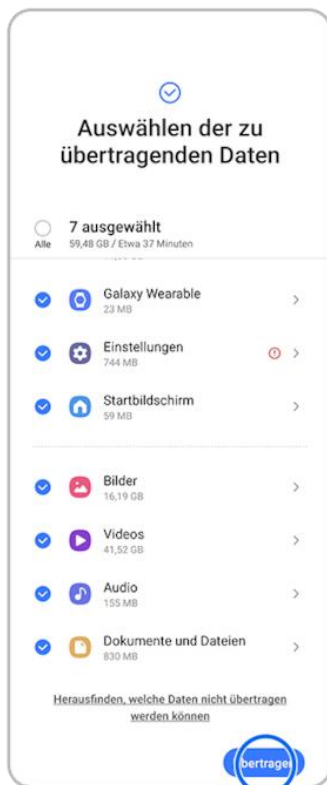 Auswählen der zu
übertragenden Daten
7 ausgewählt
Alle
59,48 GB / Etwa 37 Minuten
Galaxy Wearable
23 MB
Einstellungen
744 MB
Startbildschirm
59 MB
Bilder
16,19 GB
Videos
41,52 GB
Audio
155 MB
Dokumente und Dateien
830 MB
Herausfinden, welche Daten nicht übertragen
werden können
bertragen